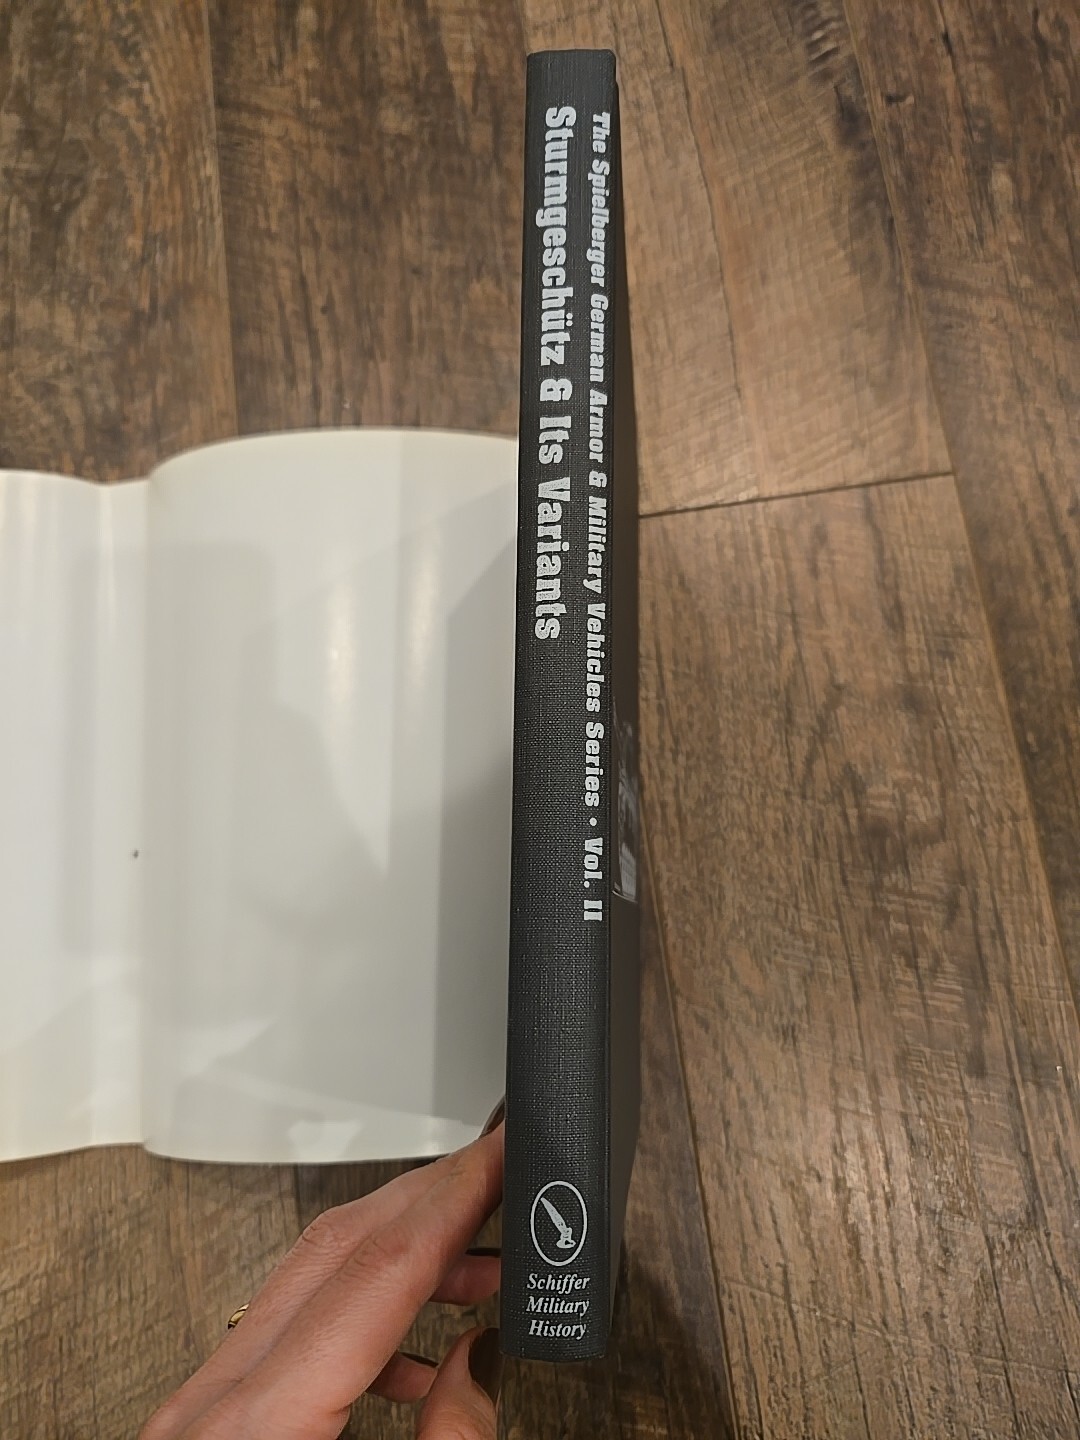 The Spielberger German Armor & Military Vehicles Series • Vol. II
Sturmgeschütz & Its Variants
Schiffer
Military
History